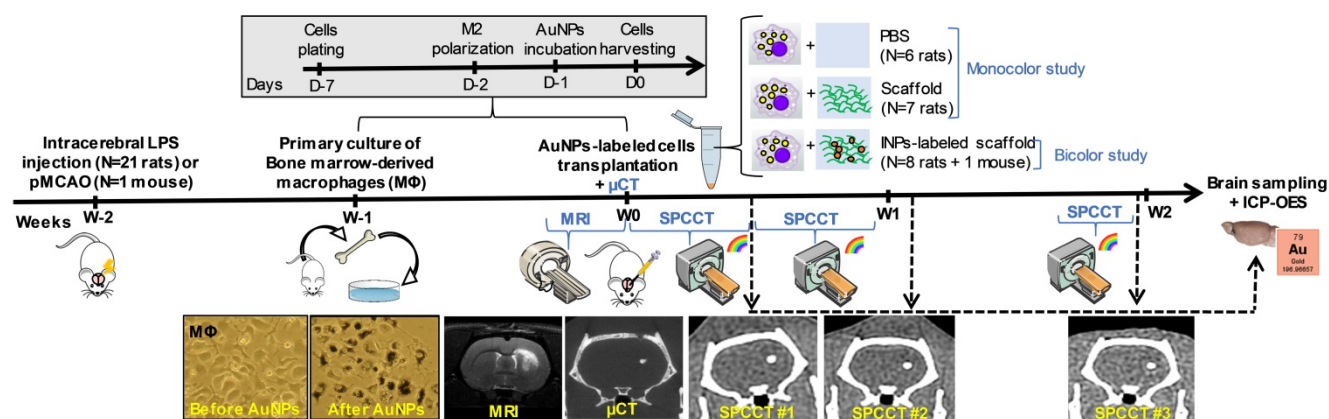 Cells
plating
M2
polarization
AuNPs
incubation
Cells
harvesting
Days
D-7
D-2
D-1
D0
PBS
(N=6 rats)
Monocolor study
Scaffold
(N=7 rats)
INPs-labeled scaffold
(N=8 rats + 1 mouse)
Bicolor study
Intracerebral LPS
injection (N=21 rats) or
pMCAO (N=1 mouse)
Primary culture of
Bone marrow-derived
macrophages (MΦ)
AuNPs-labeled cells
transplantation
+ µCT
Brain sampling
+ ICP-OES
Weeks
W-2
W-1
W0
W1
W2
MRI
SPCCT
SPCCT
SPCCT
79
Au
Gold
196.96657
MΦ
Before AuNPs
After AuNPs
MRI
µCT
SPCCT #1
SPCCT #2
SPCCT #3